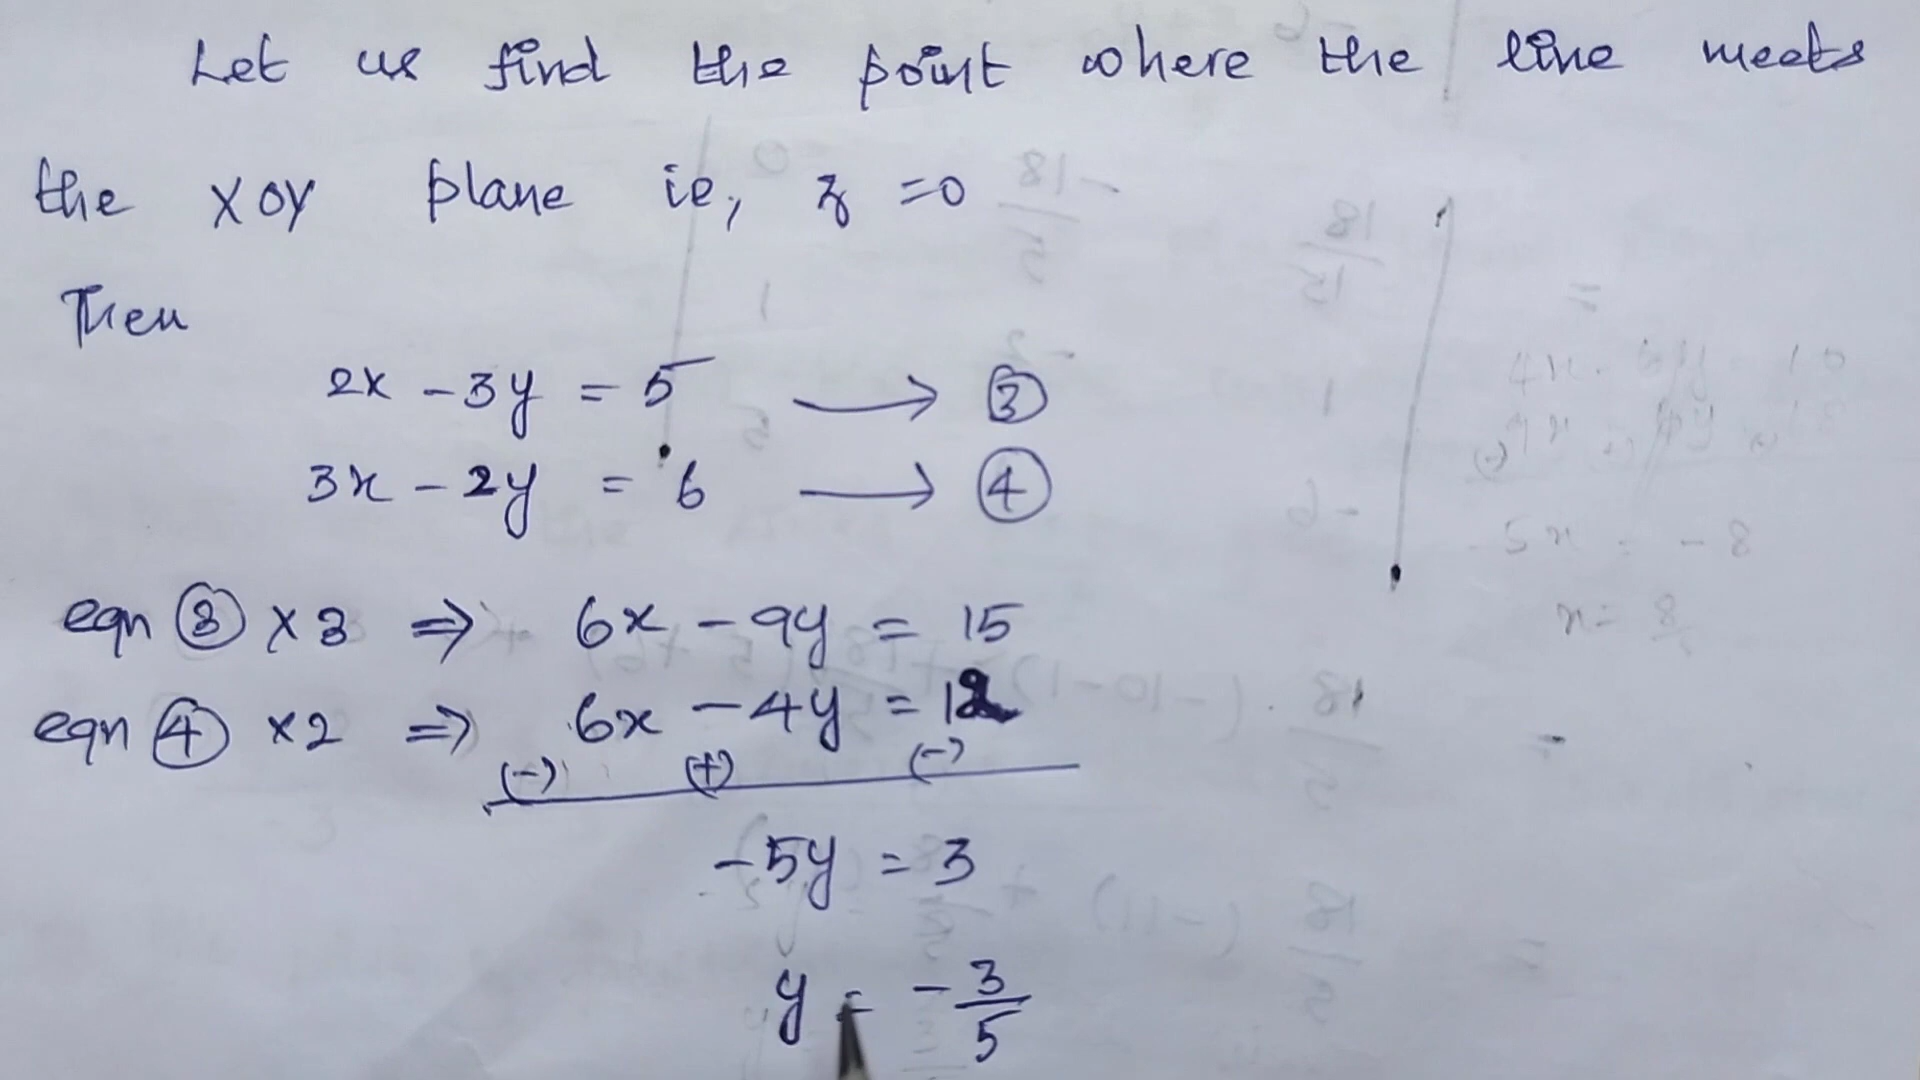 Let us find the point where the line meets
the XOY plane ie, z = 0
Then
2x - 3y = 5 → ③
3x - 2y = 6 → ④
eqn ③ × 3 ⇒ 6x - 9y = 15
eqn ④ × 2 ⇒ 6x - 4y = 12
(-) (+) (-)
-5y = 3
y = -3/5